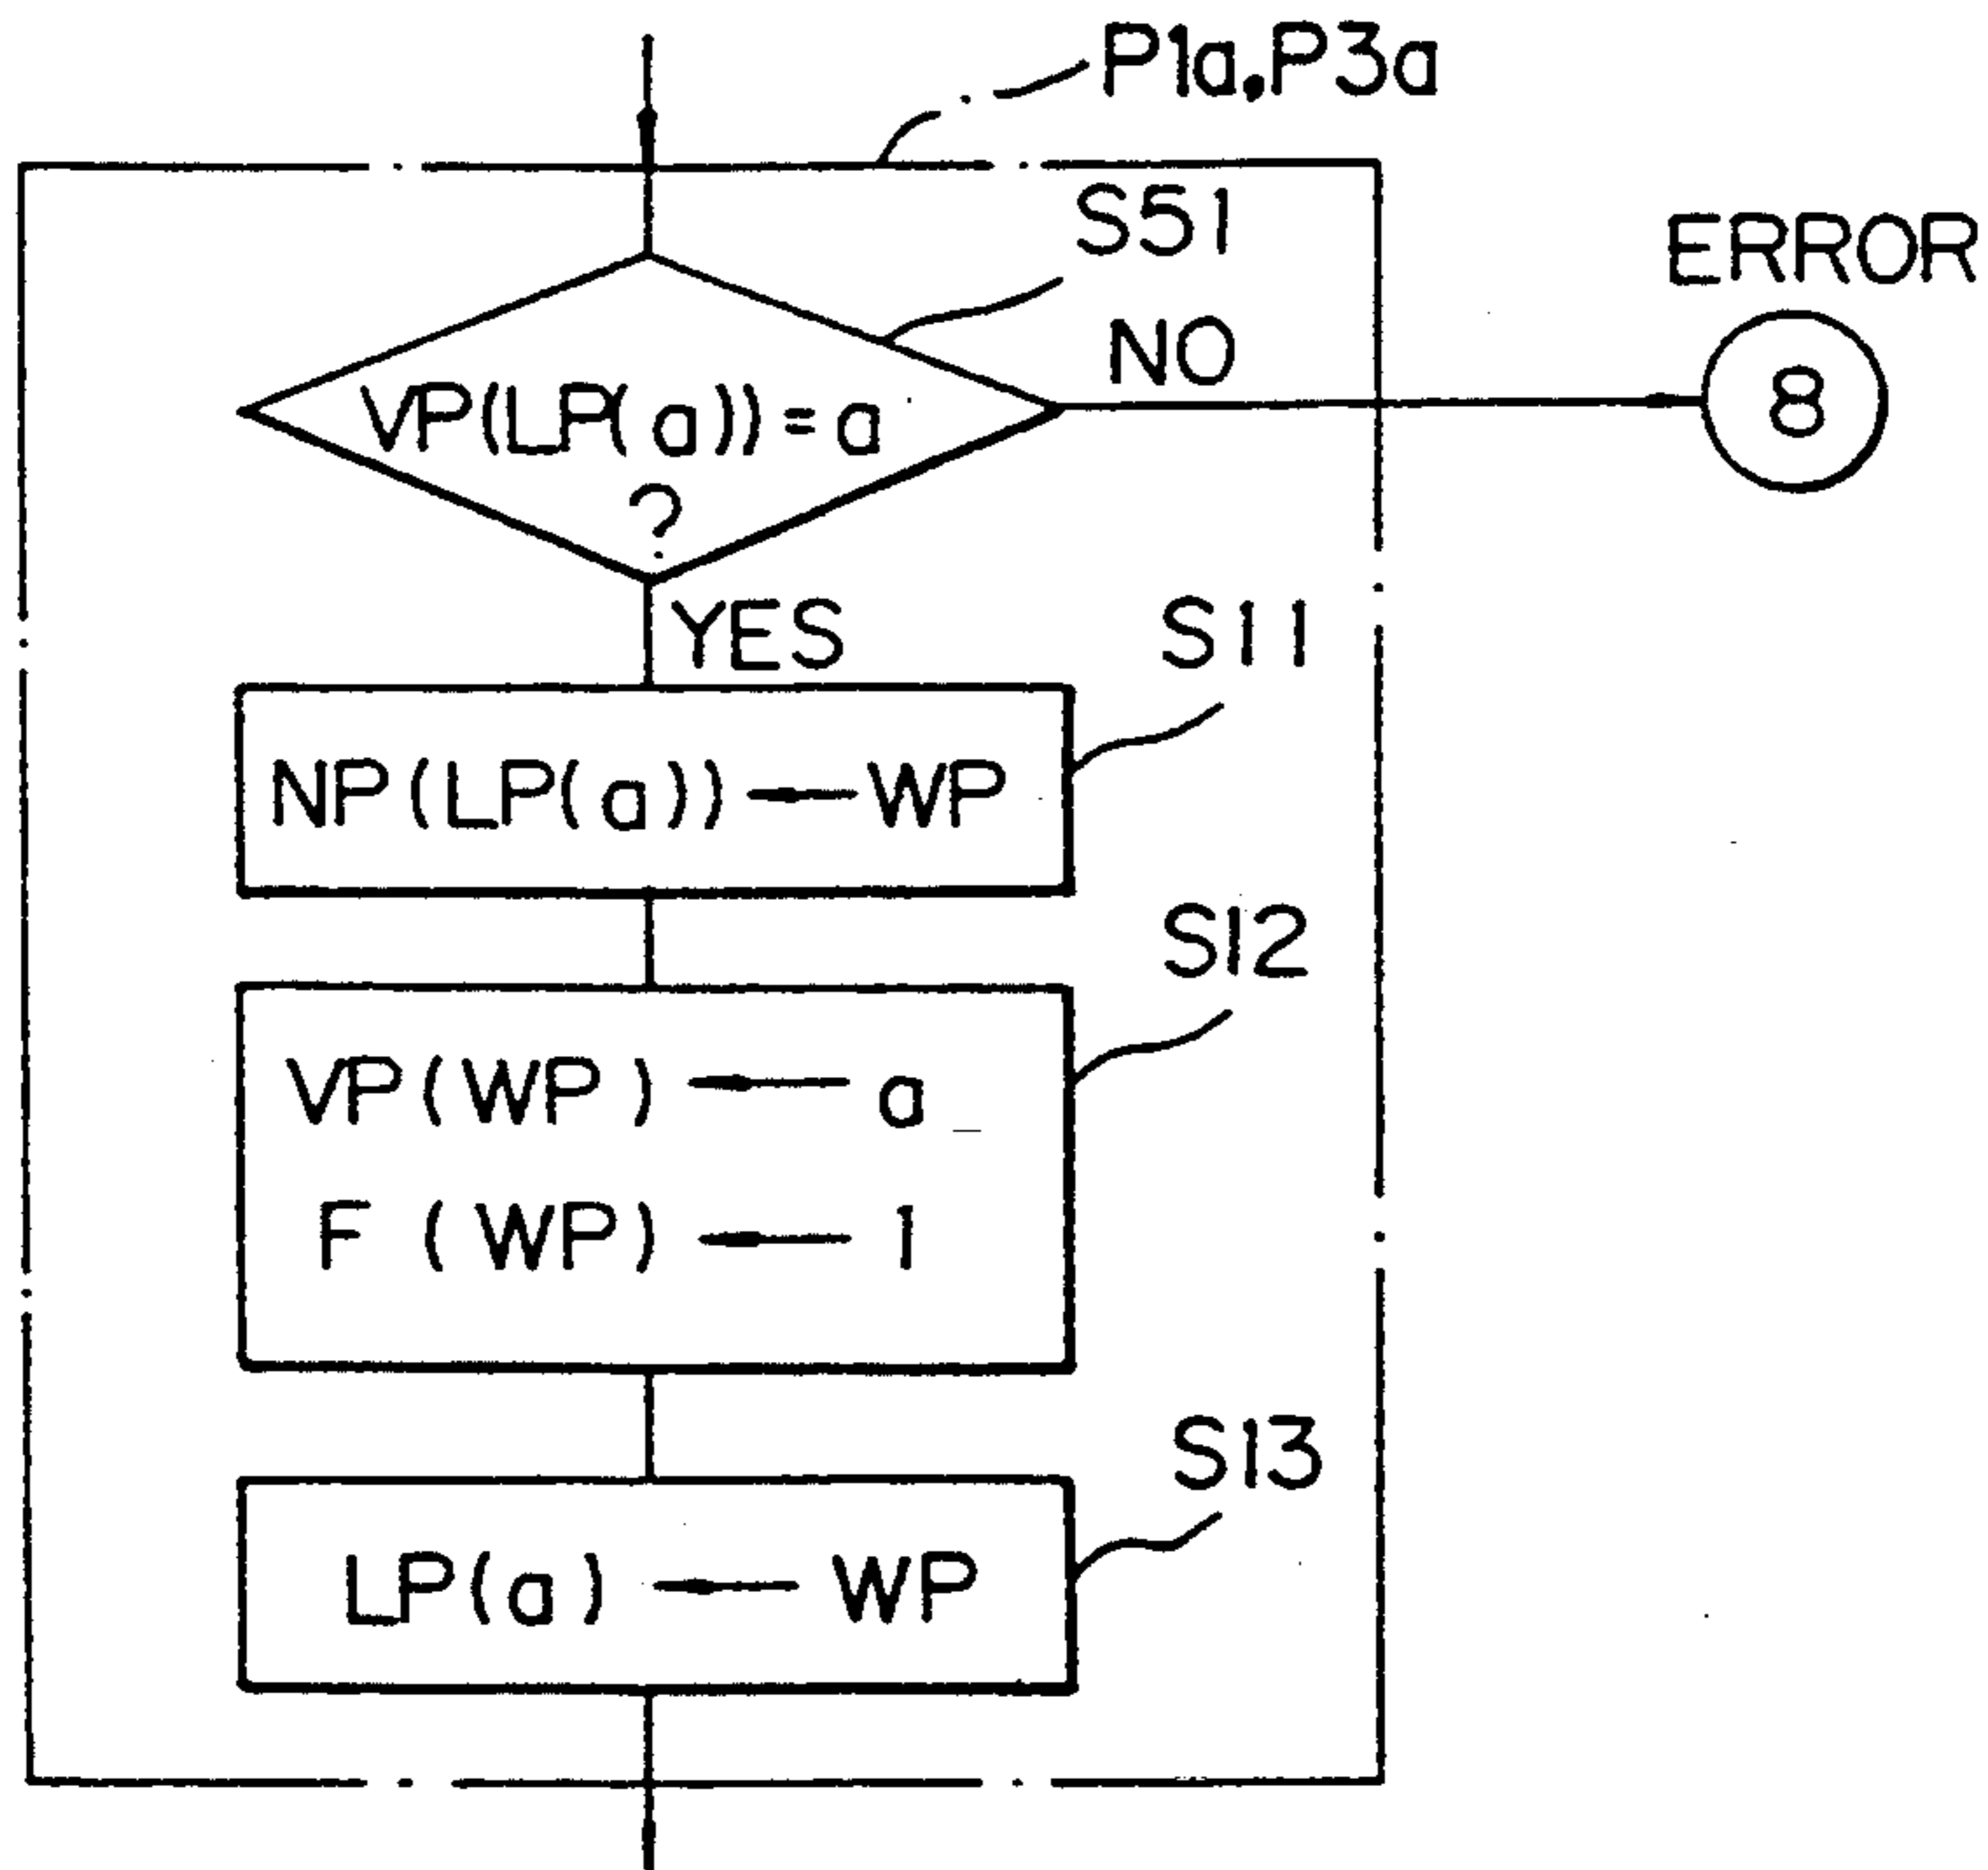 P1a,P3a
S51
ERROR
NO
8
VP(LP(a))=a
?
YES
S11
NP(LP(a)) ← WP
S12
VP(WP) ← a
F(WP) ← 1
S13
LP(a) ← WP